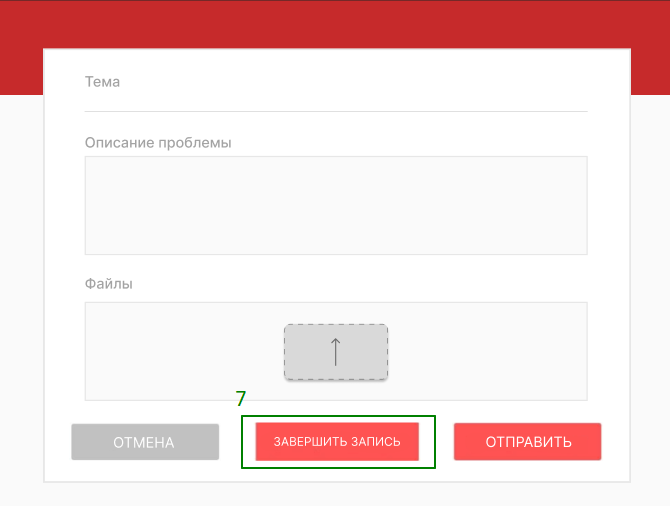 Тема
Описание проблемы
Файлы
7
ОТМЕНА
ЗАВЕРШИТЬ ЗАПИСЬ
ОТПРАВИТЬ